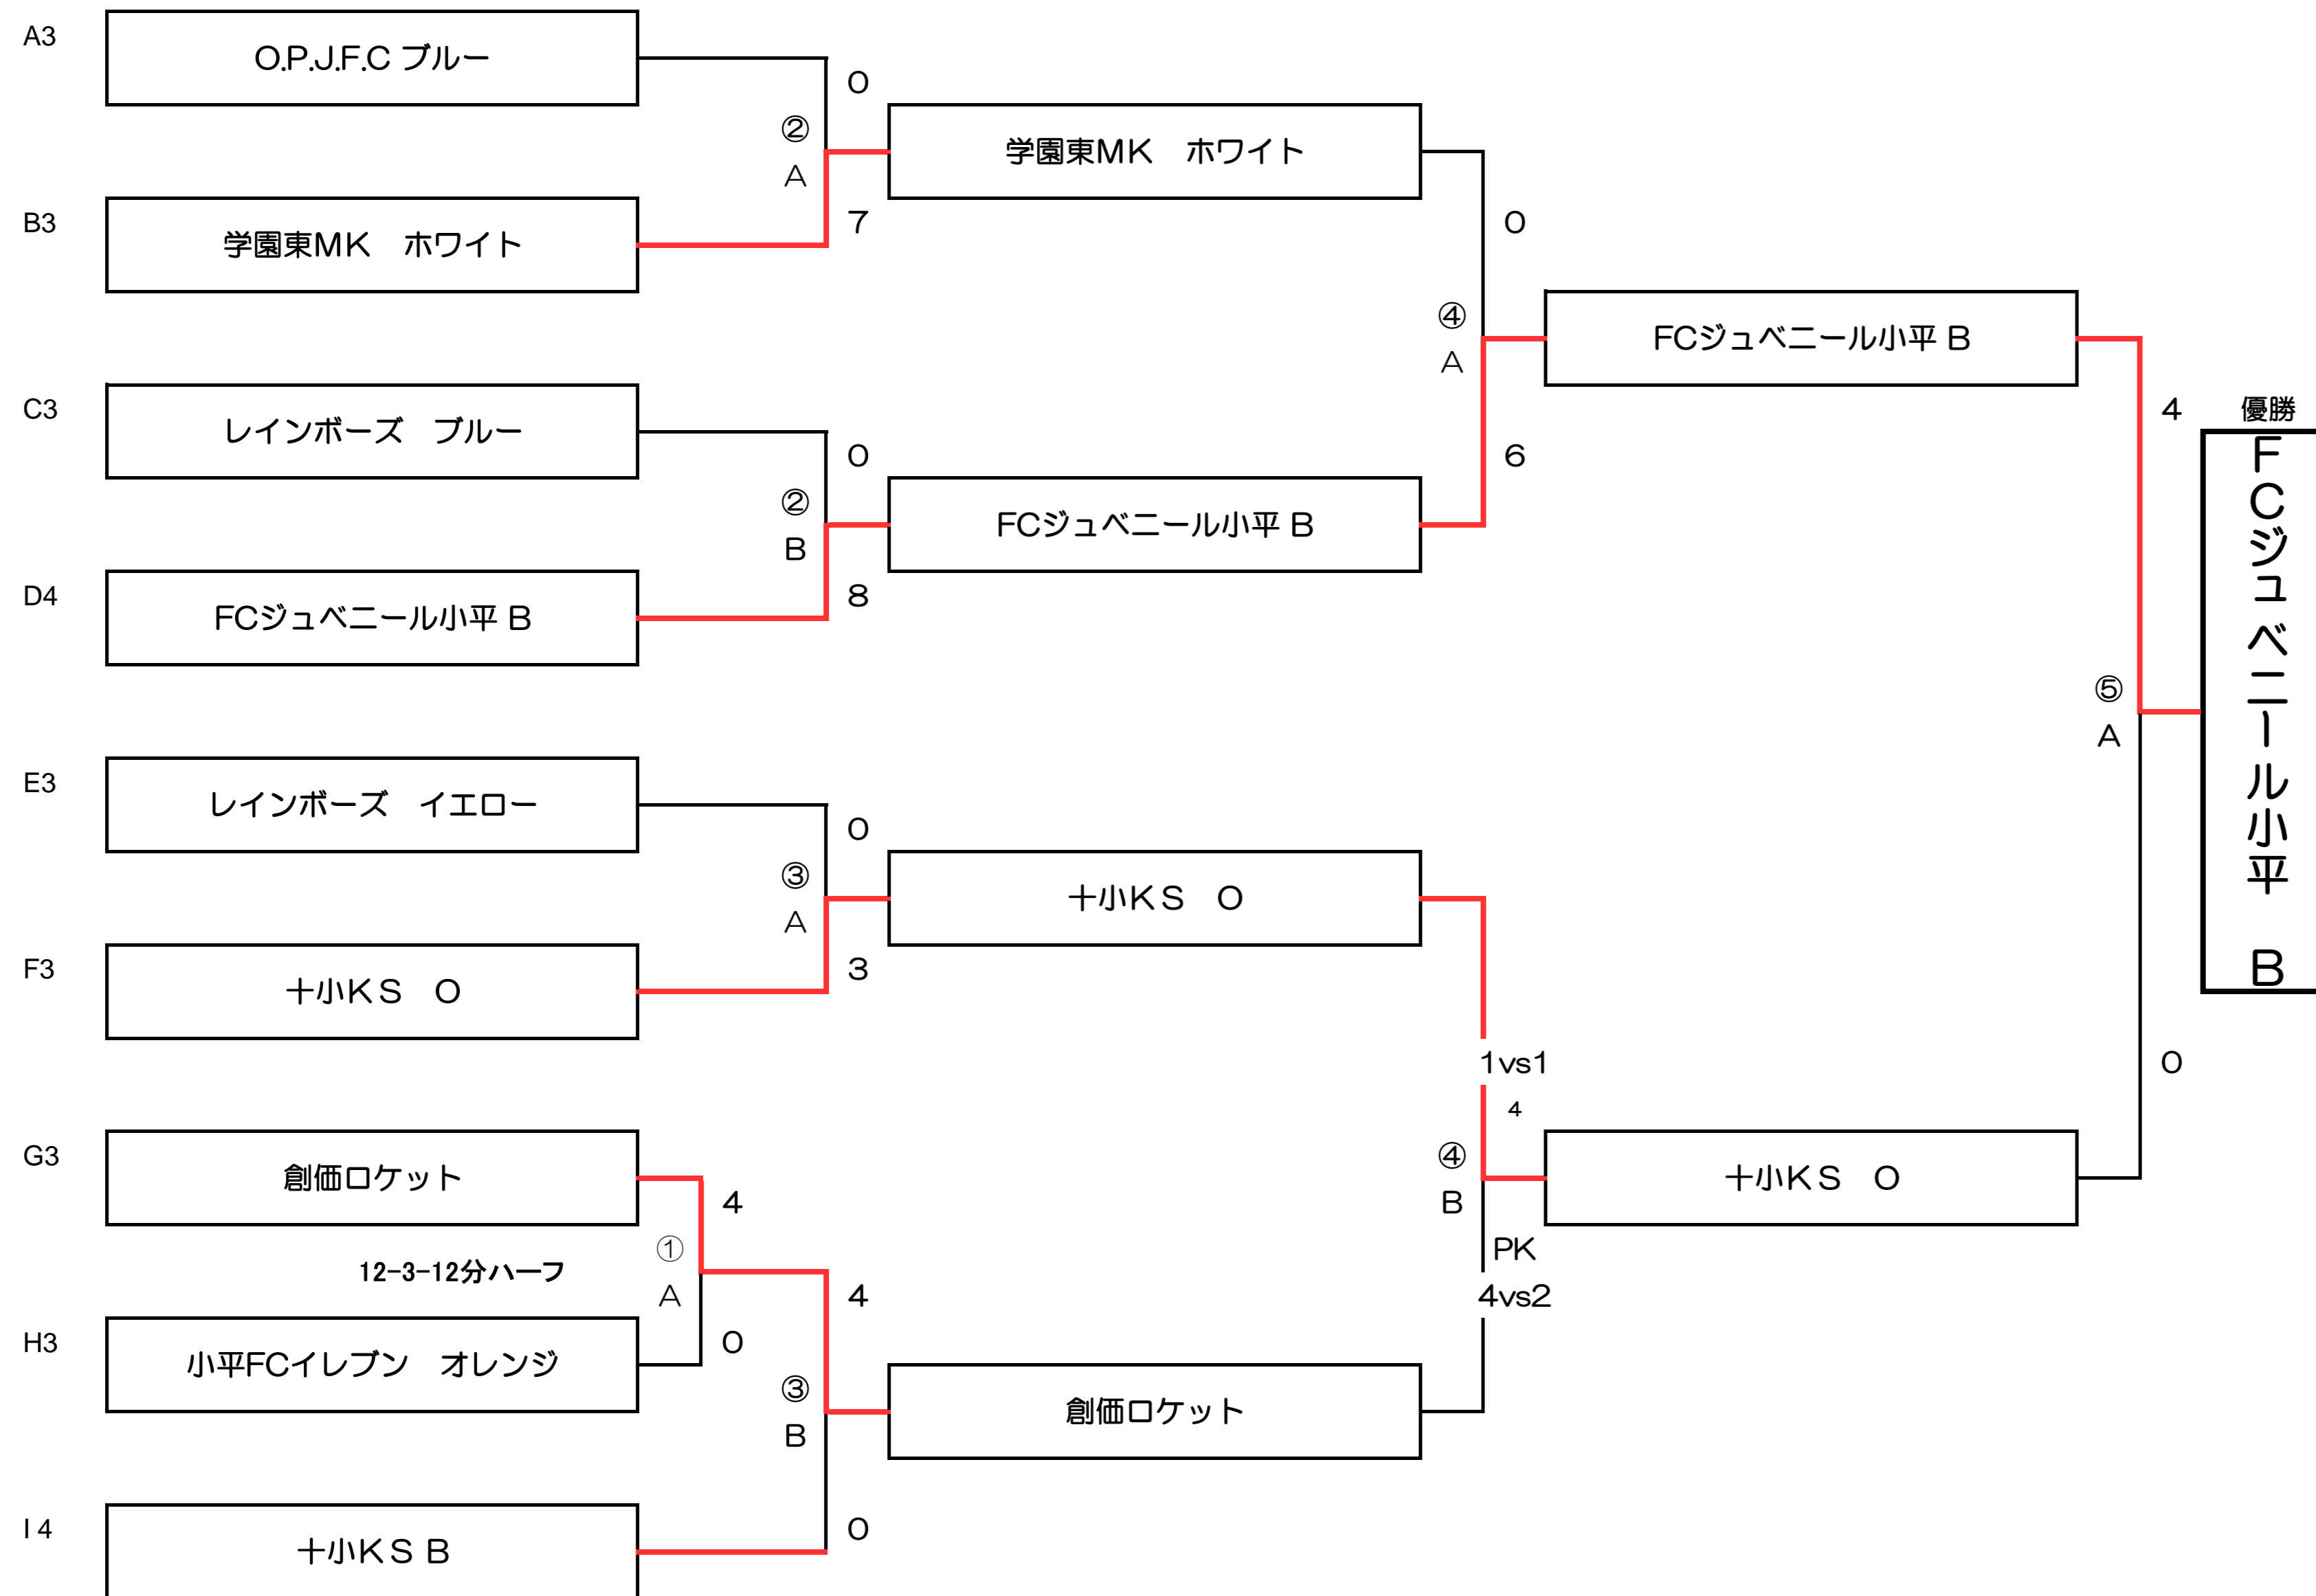 A3
O.P.J.F.C ブルー
0
②
A
学園東MK　ホワイト
B3
学園東MK　ホワイト
7
0
④
A
FCジュベニール小平 B
C3
レインボーズ　ブルー
0
②
B
FCジュベニール小平 B
6
4
優勝
FCジュベニール小平　B
D4
FCジュベニール小平 B
8
⑤
A
E3
レインボーズ　イエロー
0
③
A
十小KS　O
F3
十小KS　O
3
1vs1
4
0
G3
創価ロケット
4
④
B
十小KS　O
12-3-12分ハーフ
①
A
PK
4vs2
4
H3
小平FCイレブン　オレンジ
0
③
B
創価ロケット
I4
十小KS B
0